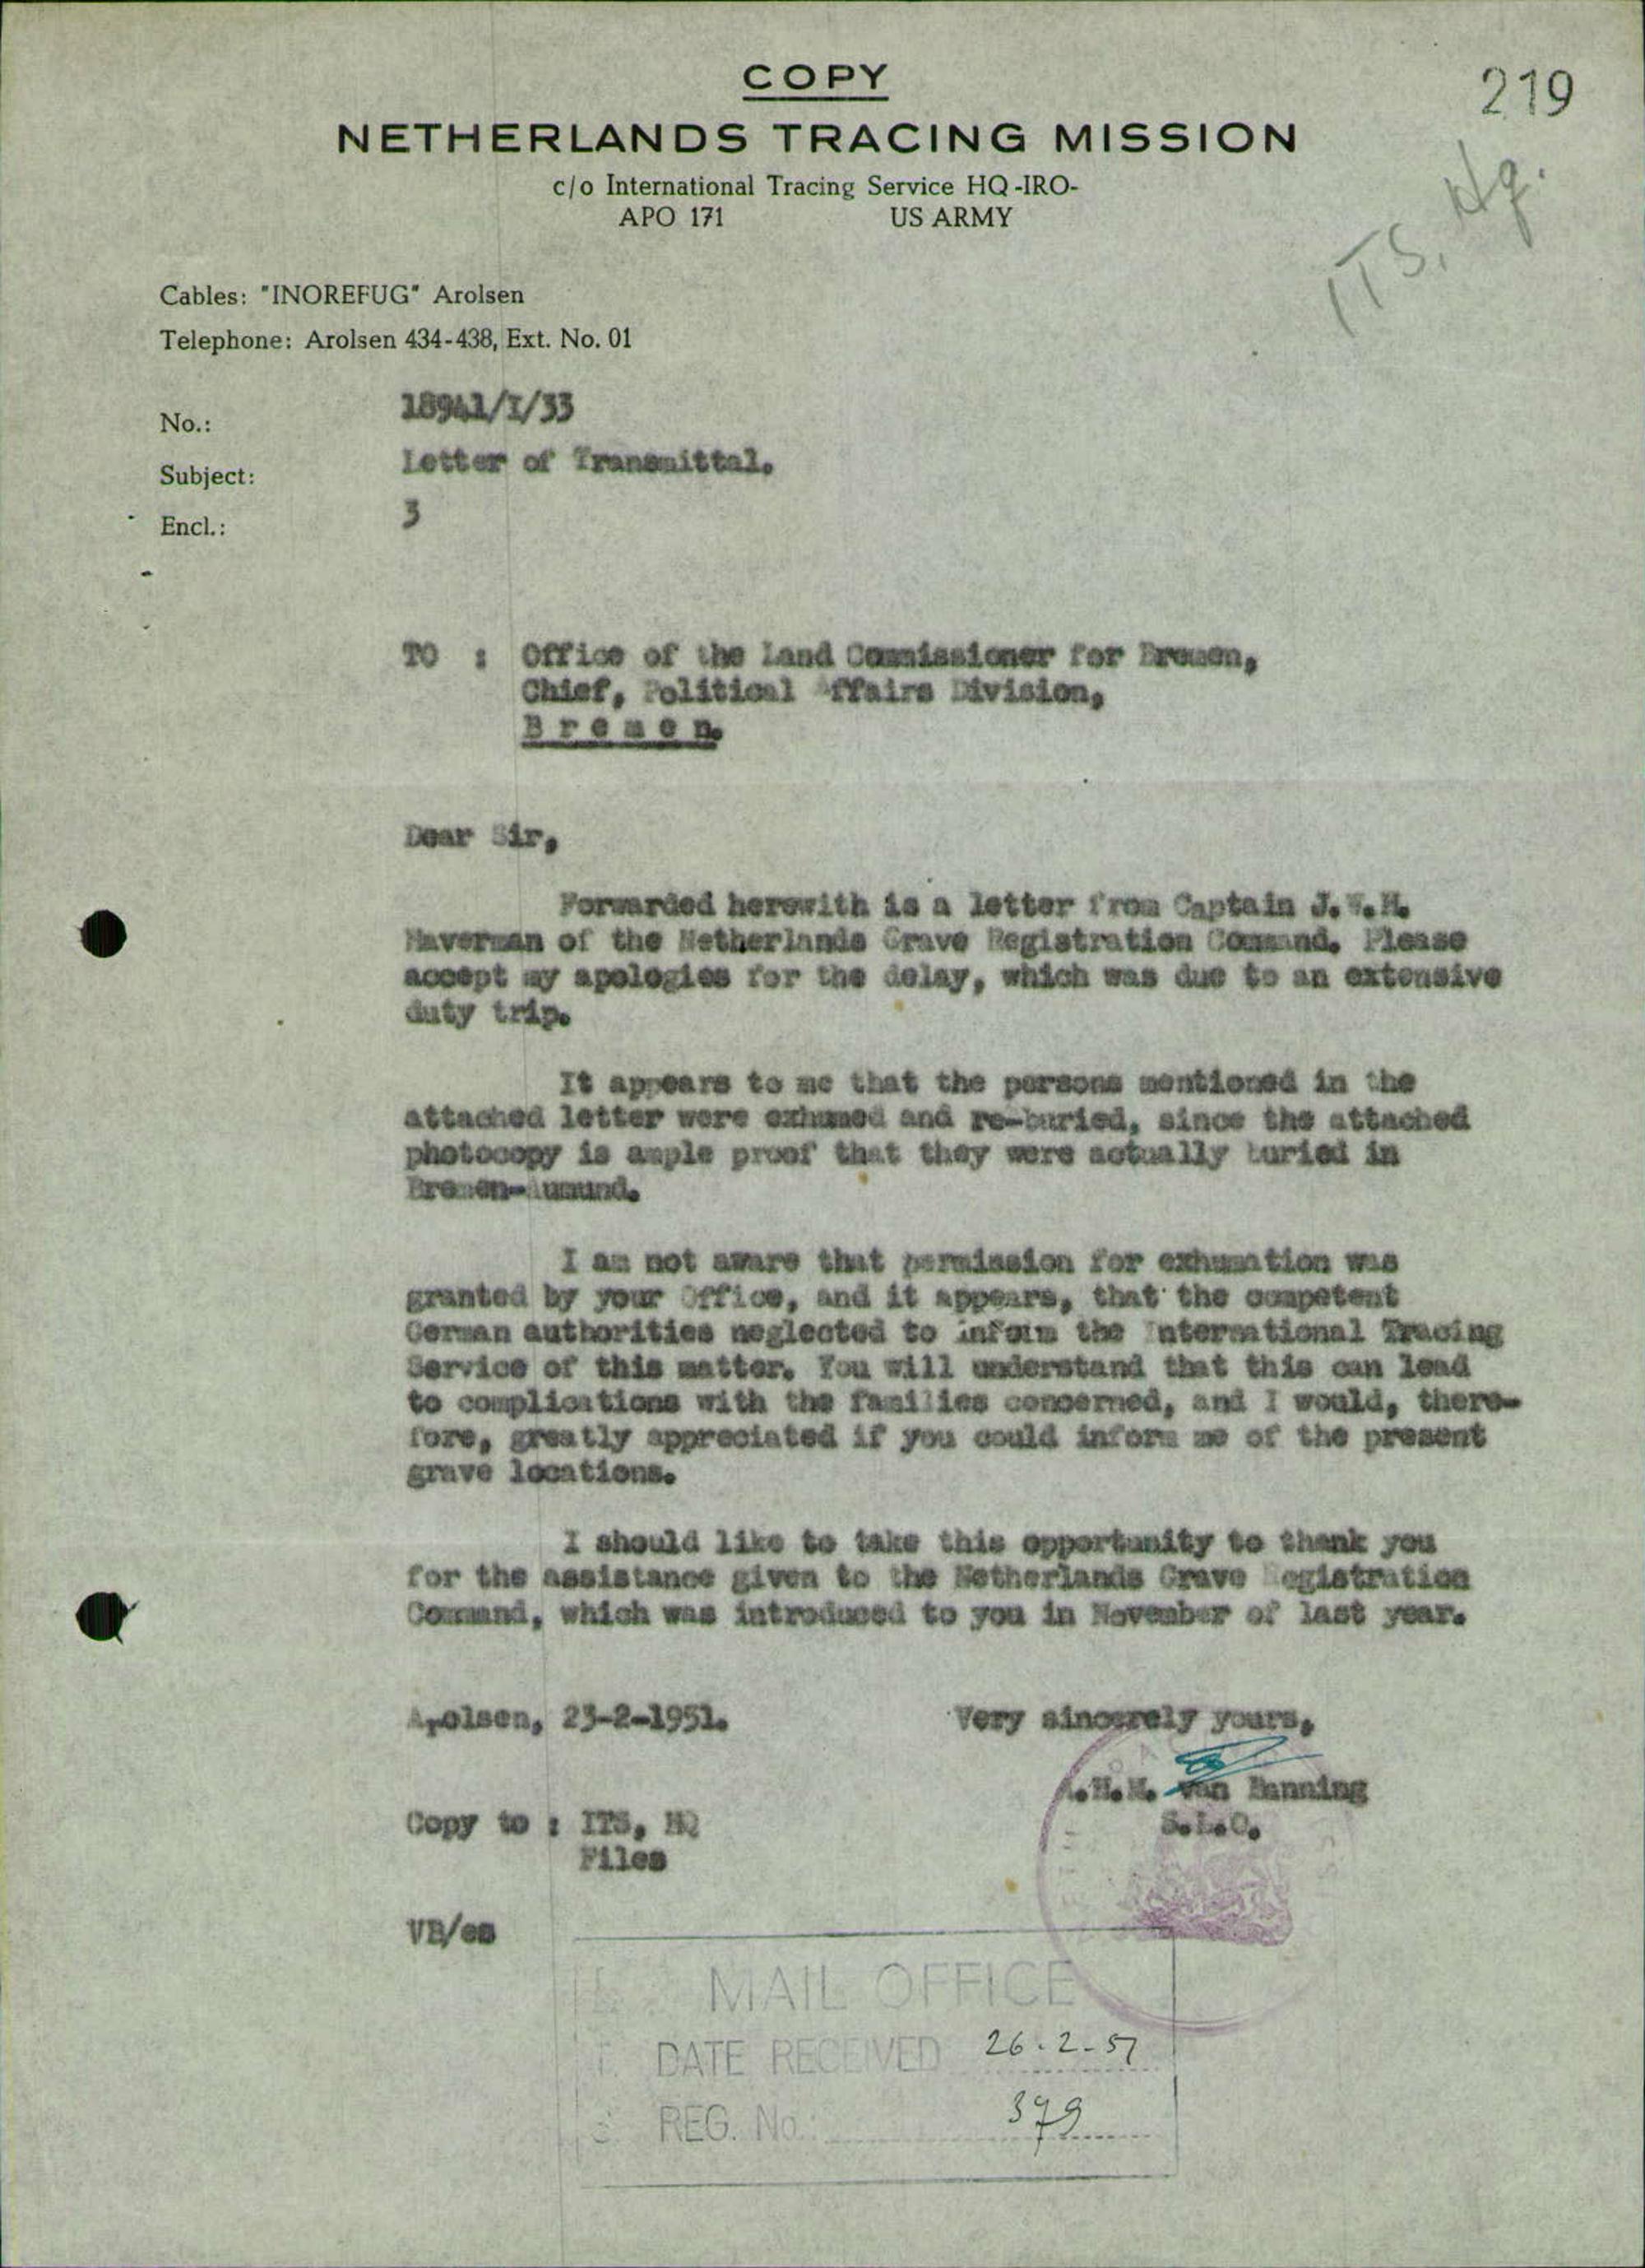 COPY
219
NETHERLANDS TRACING MISSION
c/o International Tracing Service HQ -IRO-
APO 171 US ARMY
ITS, Hq.
Cables: "INOREFUG" Arolsen
Telephone: Arolsen 434-438, Ext. No. 01
No.: 18941/I/33
Subject: Letter of Transmittal.
Encl.: 3
TO : Office of the Land Commissioner for Bremen,
Chief, Political Affairs Division,
B r e m e n.
Dear Sir,
Forwarded herewith is a letter from Captain J.W.H.
Haverman of the Netherlands Grave Registration Command. Please
accept my apologies for the delay, which was due to an extensive
duty trip.
It appears to me that the persons mentioned in the
attached letter were exhumed and re-buried, since the attached
photocopy is ample proof that they were actually buried in
Bremen-Aumund.
I am not aware that permission for exhumation was
granted by your Office, and it appears, that the competent
German authorities neglected to inform the International Tracing
Service of this matter. You will understand that this can lead
to complications with the families concerned, and I would, there-
fore, greatly appreciated if you could inform me of the present
grave locations.
I should like to take this opportunity to thank you
for the assistance given to the Netherlands Grave Registration
Command, which was introduced to you in November of last year.
Arolsen, 23-2-1951. Very sincerely yours,
A.H.M. van Banning
S.L.O.
Copy to : ITS, HQ
Files
VB/es
MAIL OFFICE
DATE RECEIVED 26.2-51
REG. No.: 379